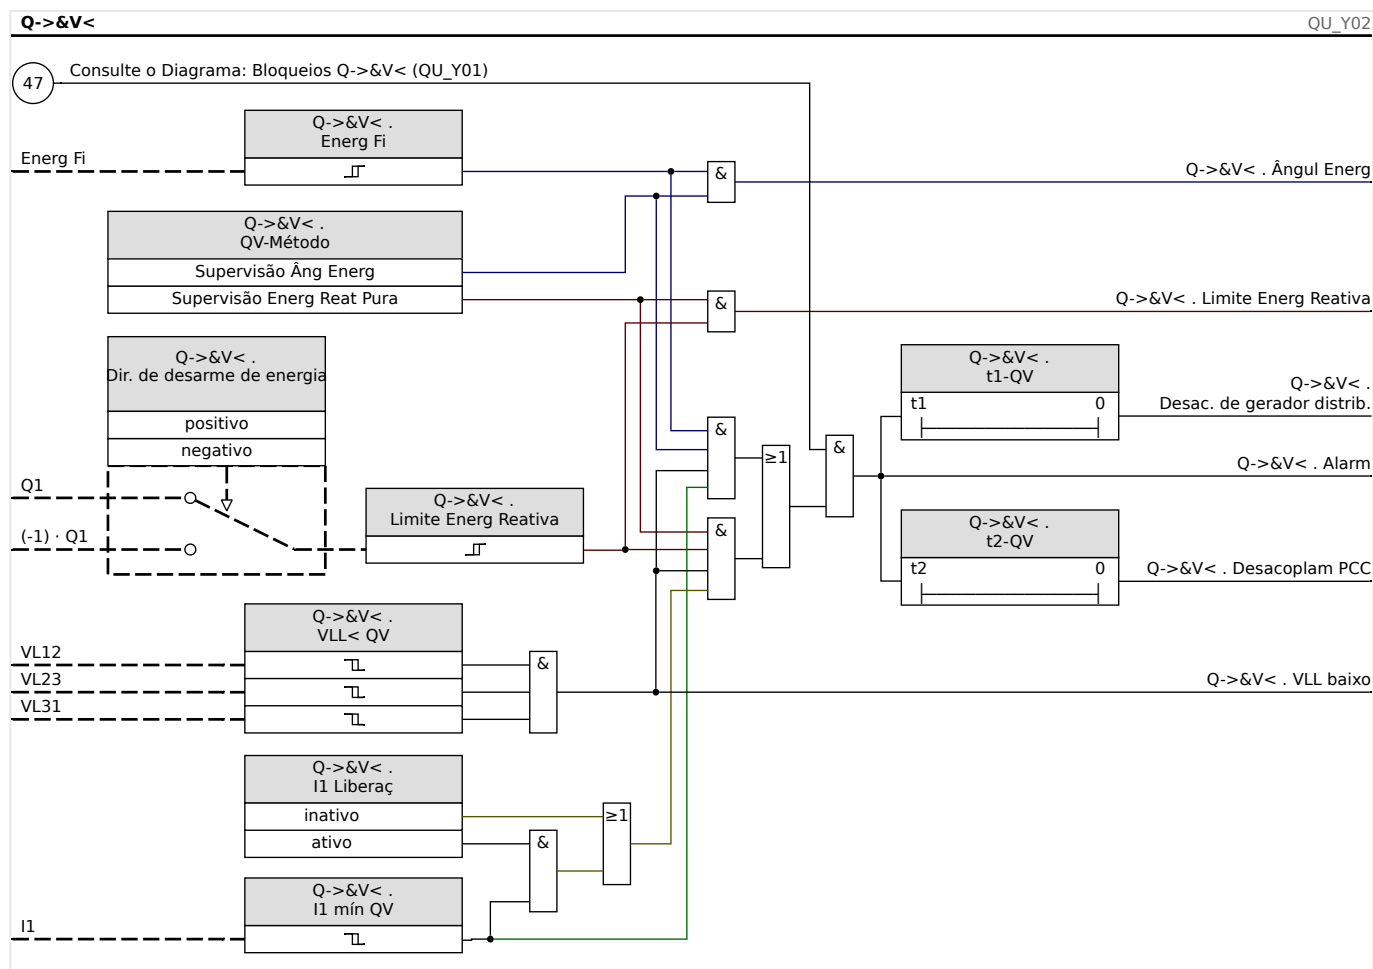 Q->&V<
QU_Y02
47
Consulte o Diagrama: Bloqueios Q->&V< (QU_Y01)
Q->&V< .
Energ Fi
Energ Fi
&
Q->&V< . Ângul Energ
Q->&V< .
QV-Método
Supervisão Âng Energ
Supervisão Energ Reat Pura
&
Q->&V< . Limite Energ Reativa
Q->&V< .
Dir. de desarme de energia
positivo
negativo
Q->&V< .
t1-QV
t1 0
Q->&V< .
Desac. de gerador distrib.
&
≥1
&
Q->&V< . Alarm
Q1
(-1) · Q1
Q->&V< .
Limite Energ Reativa
&
Q->&V< .
t2-QV
t2 0
Q->&V< . Desacoplam PCC
Q->&V< .
VLL< QV
VL12
VL23
VL31
&
Q->&V< . VLL baixo
Q->&V< .
I1 Liberaç
inativo
ativo
≥1
&
Q->&V< .
I1 mín QV
I1